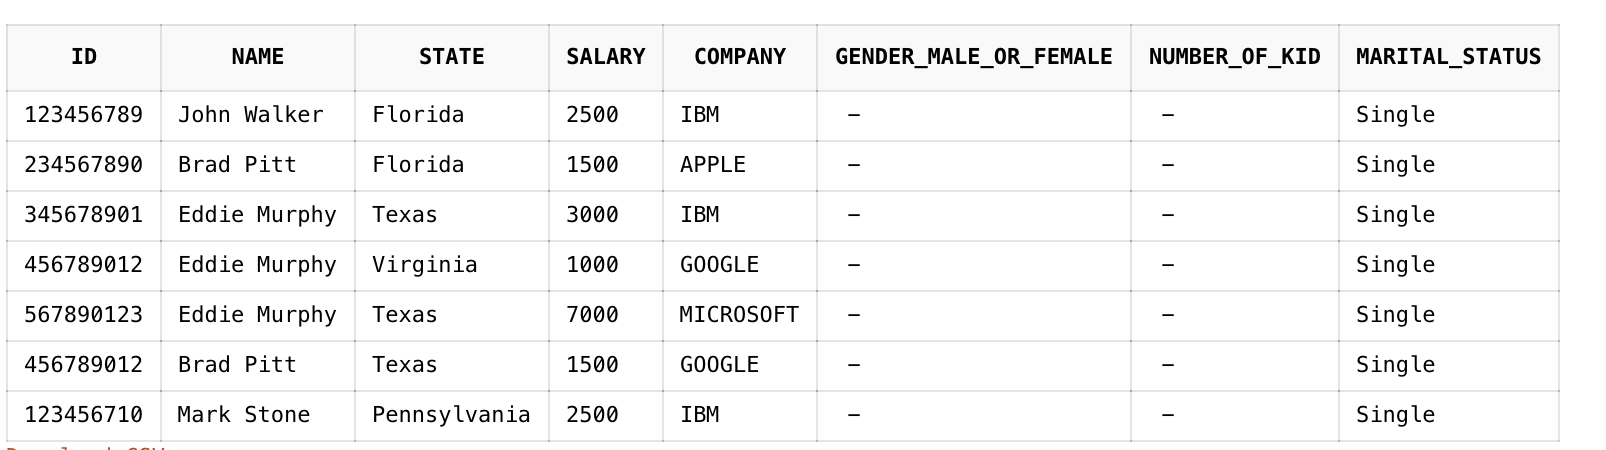 ID NAME STATE SALARY COMPANY GENDER_MALE_OR_FEMALE NUMBER_OF_KID MARITAL_STATUS
123456789 John Walker Florida 2500 IBM – – Single
234567890 Brad Pitt Florida 1500 APPLE – – Single
345678901 Eddie Murphy Texas 3000 IBM – – Single
456789012 Eddie Murphy Virginia 1000 GOOGLE – – Single
567890123 Eddie Murphy Texas 7000 MICROSOFT – – Single
456789012 Brad Pitt Texas 1500 GOOGLE – – Single
123456710 Mark Stone Pennsylvania 2500 IBM – – Single